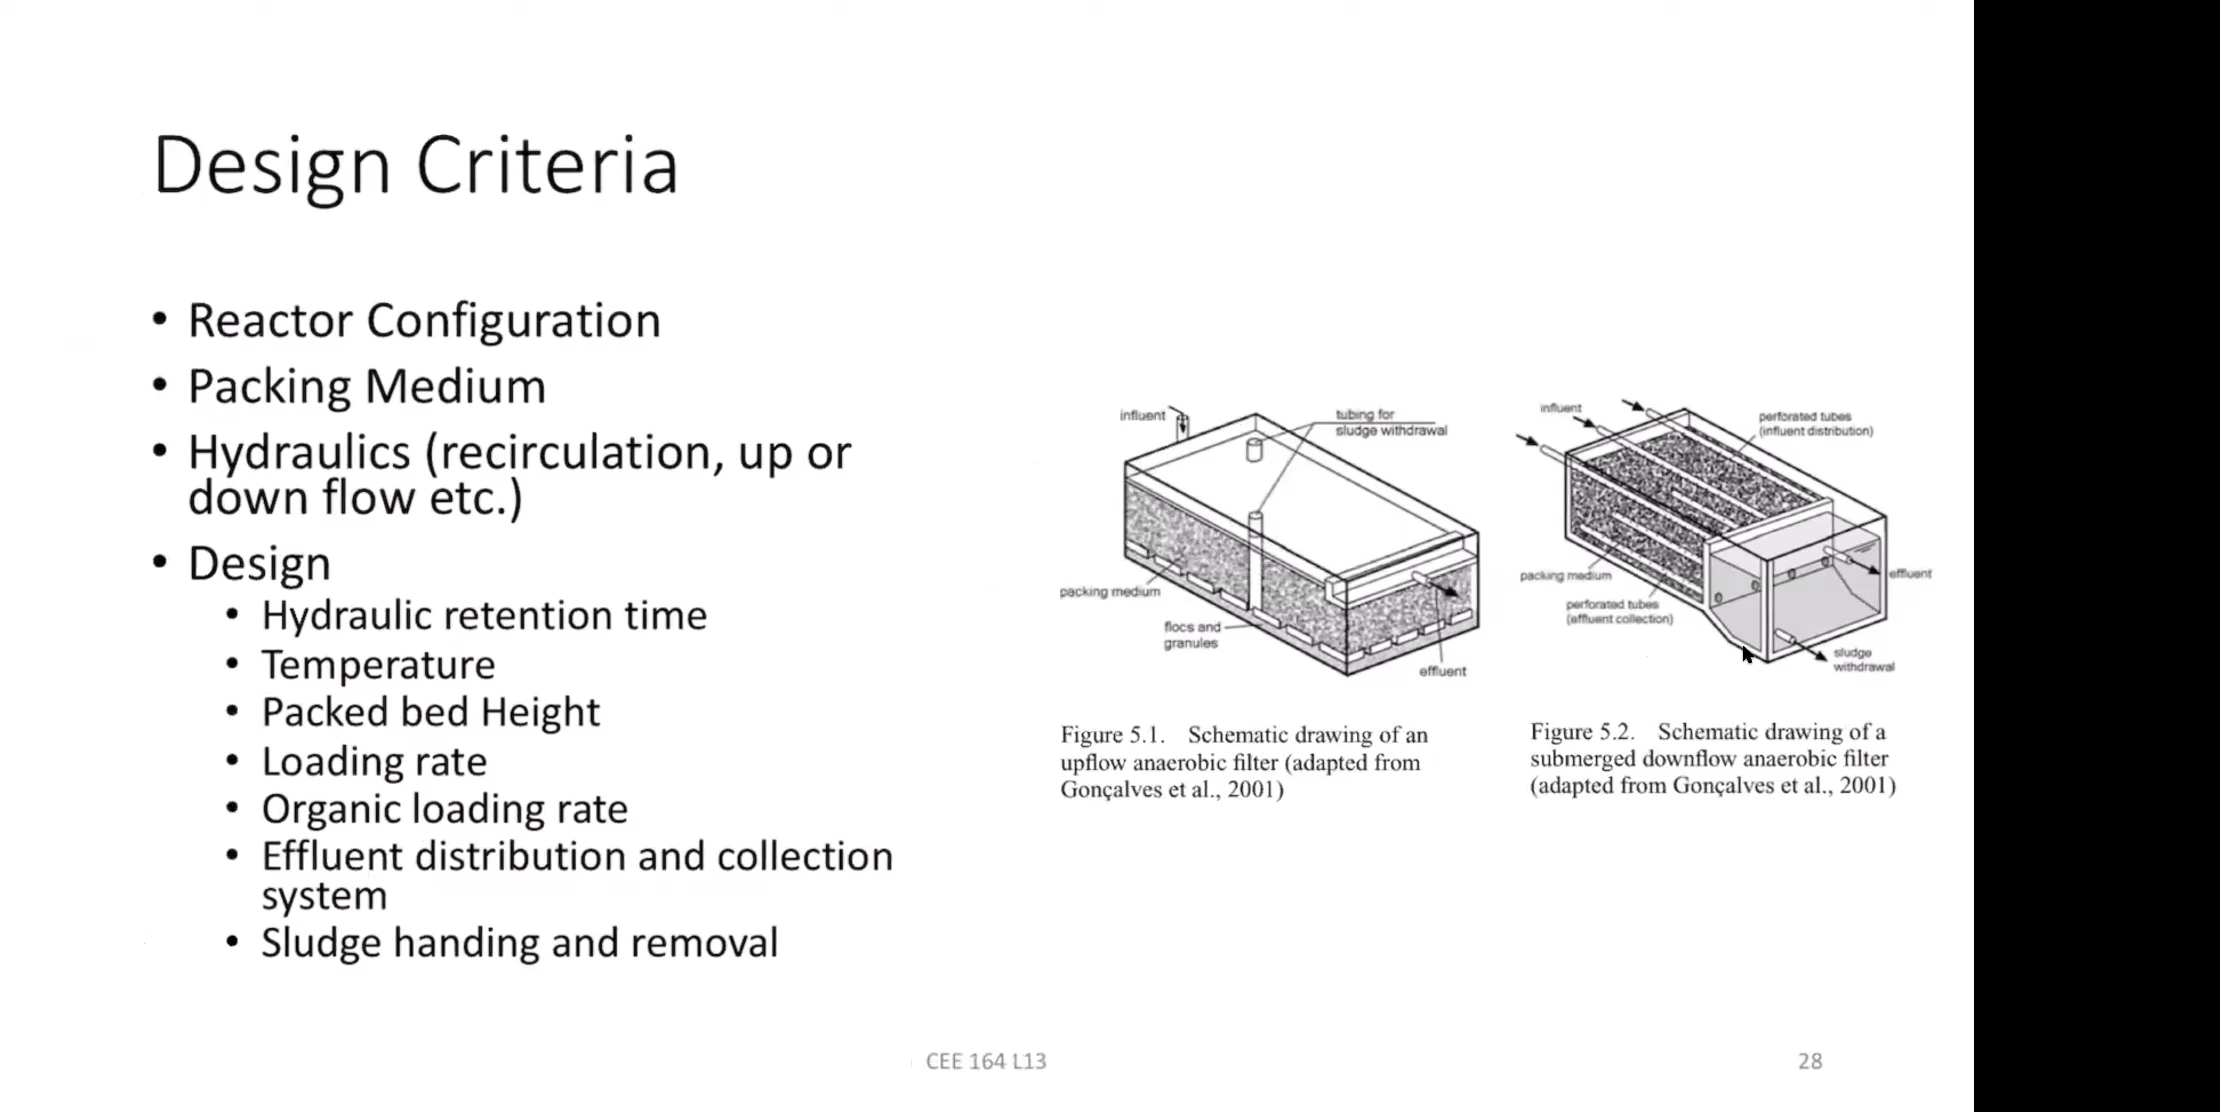 Design Criteria
• Reactor Configuration
• Packing Medium
• Hydraulics (recirculation, up or
down flow etc.)
• Design
• Hydraulic retention time
• Temperature
• Packed bed Height
• Loading rate
• Organic loading rate
• Effluent distribution and collection
system
• Sludge handing and removal
influent
tubing for
sludge withdrawal
packing medium
flocs and
granules
effluent
Figure 5.1. Schematic drawing of an
upflow anaerobic filter (adapted from
Gonçalves et al., 2001)
influent
perforated tubes
(influent distribution)
packing medium
perforated tubes
(effluent collection)
effluent
sludge
withdrawal
Figure 5.2. Schematic drawing of a
submerged downflow anaerobic filter
(adapted from Gonçalves et al., 2001)
CEE 164 L13
28